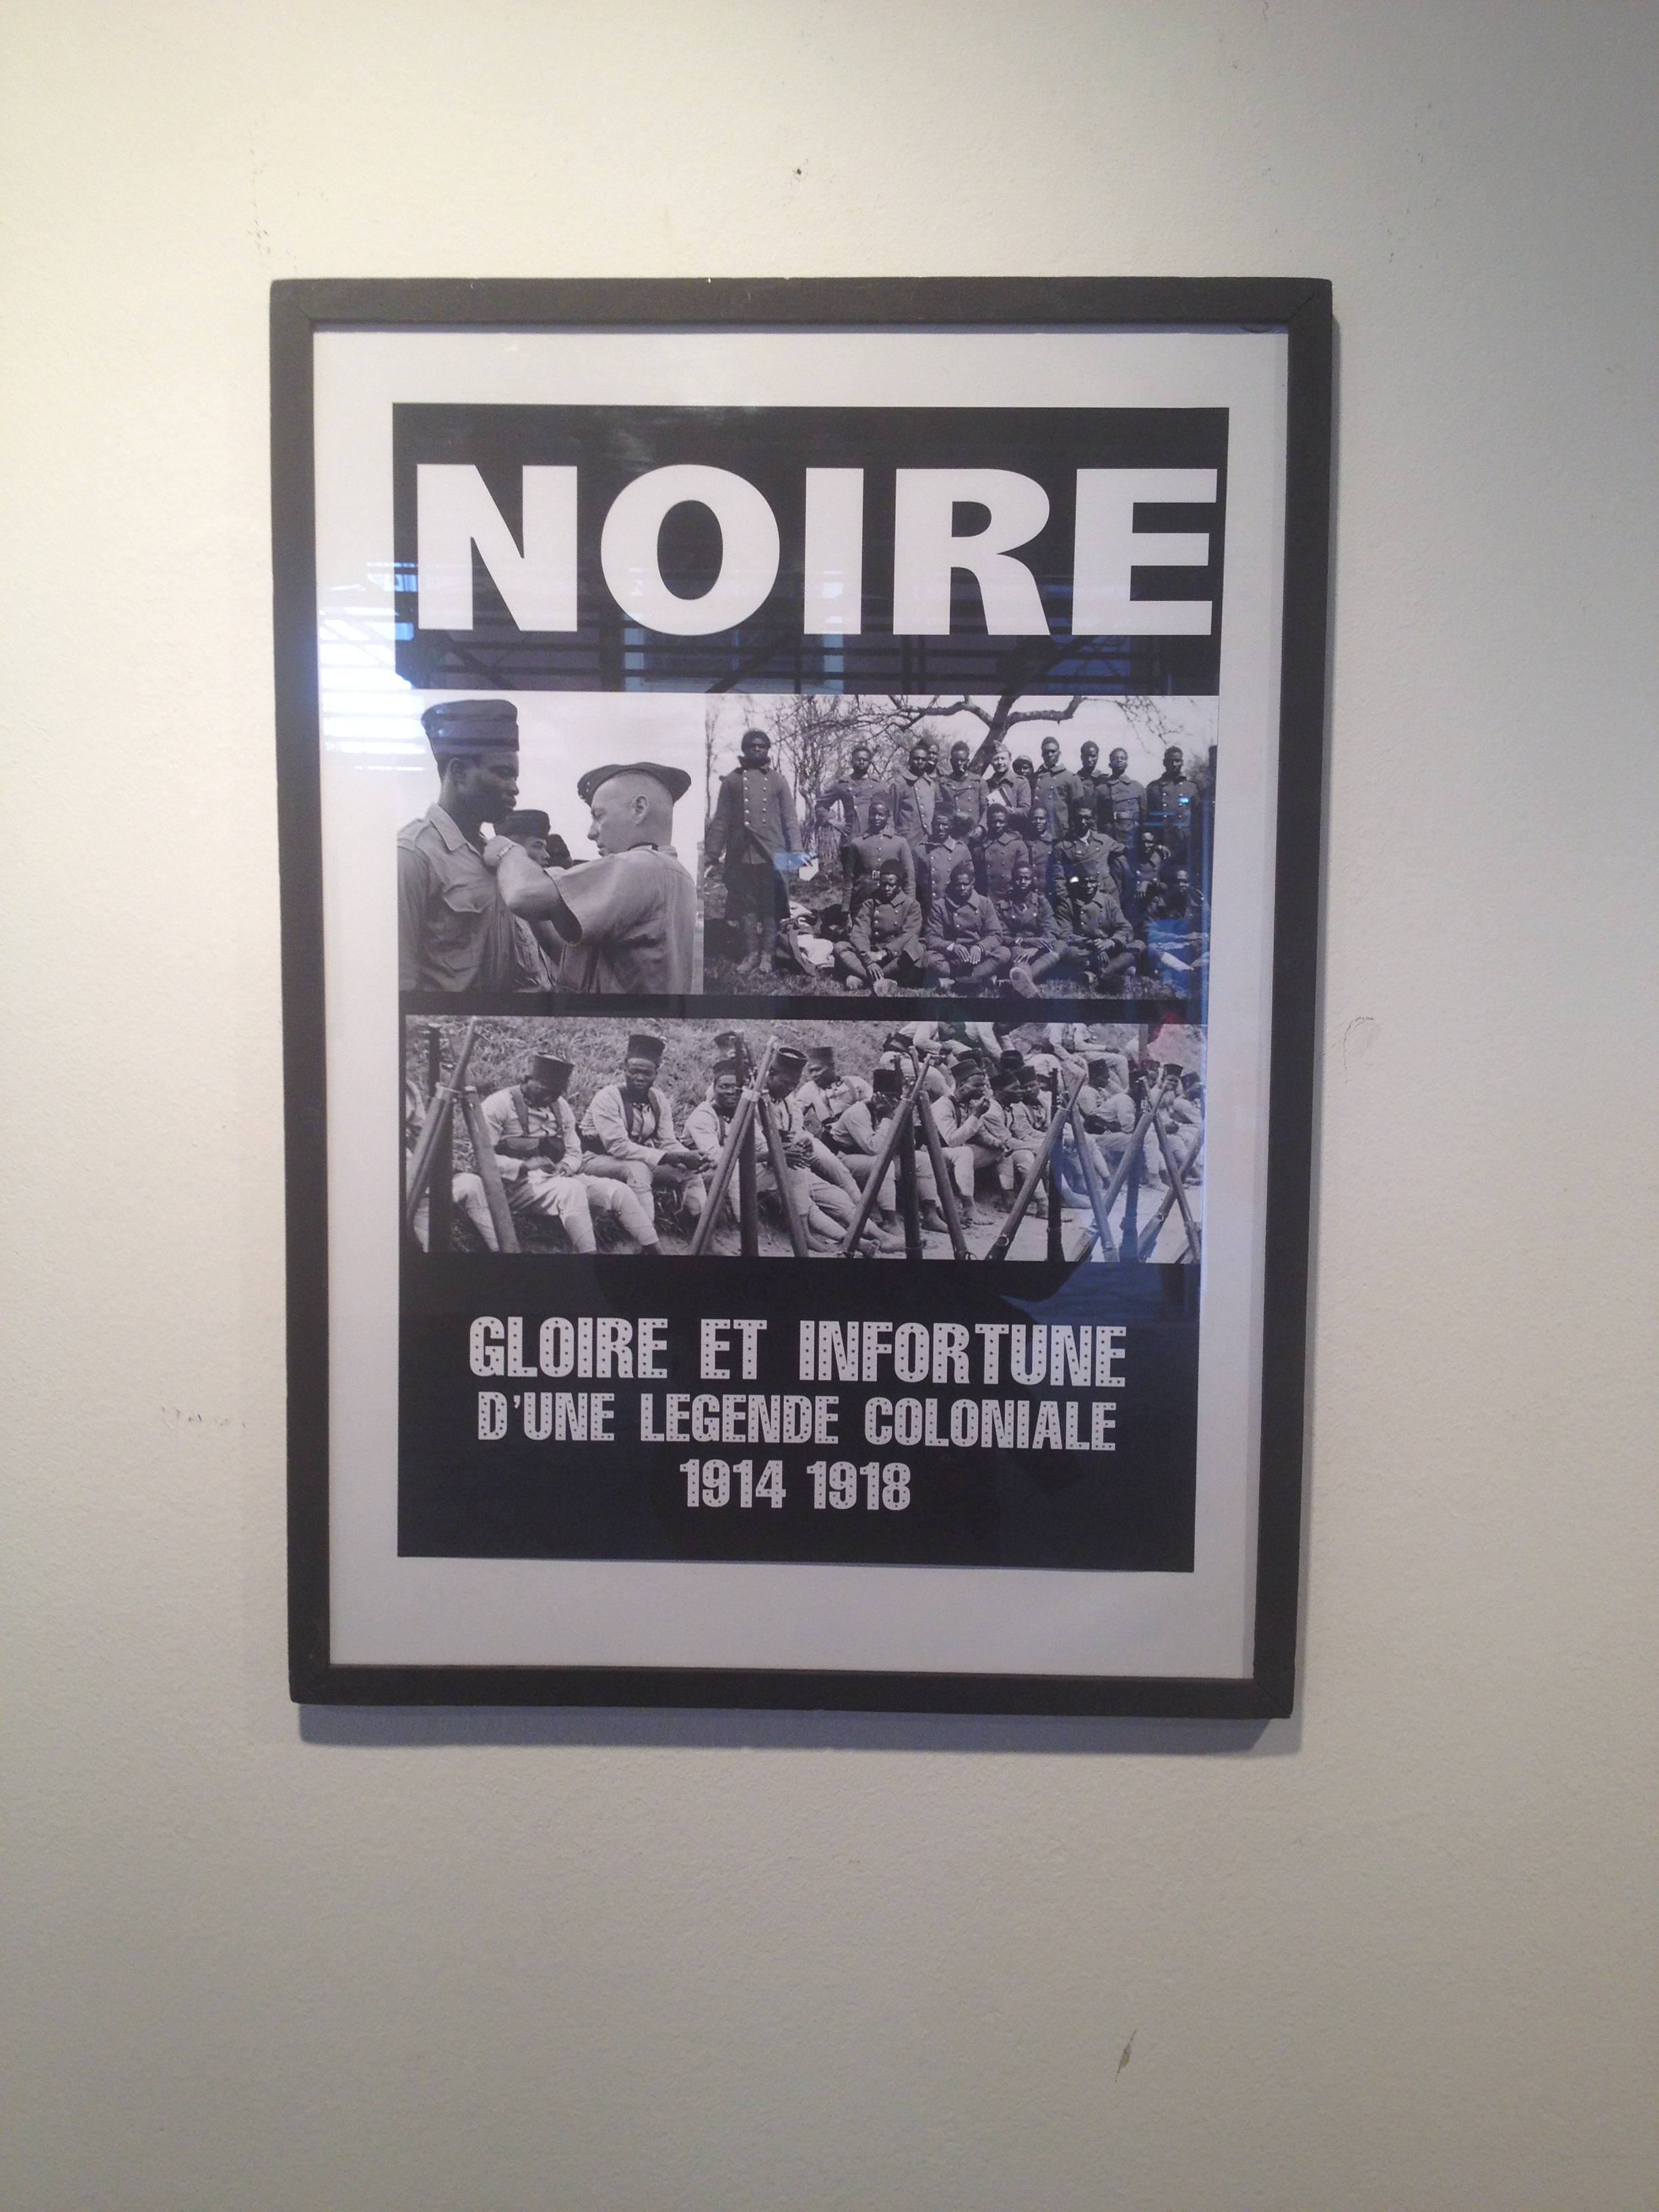 NOIRE
GLOIRE ET INFORTUNE
D'UNE LEGENDE COLONIALE
1914 1918